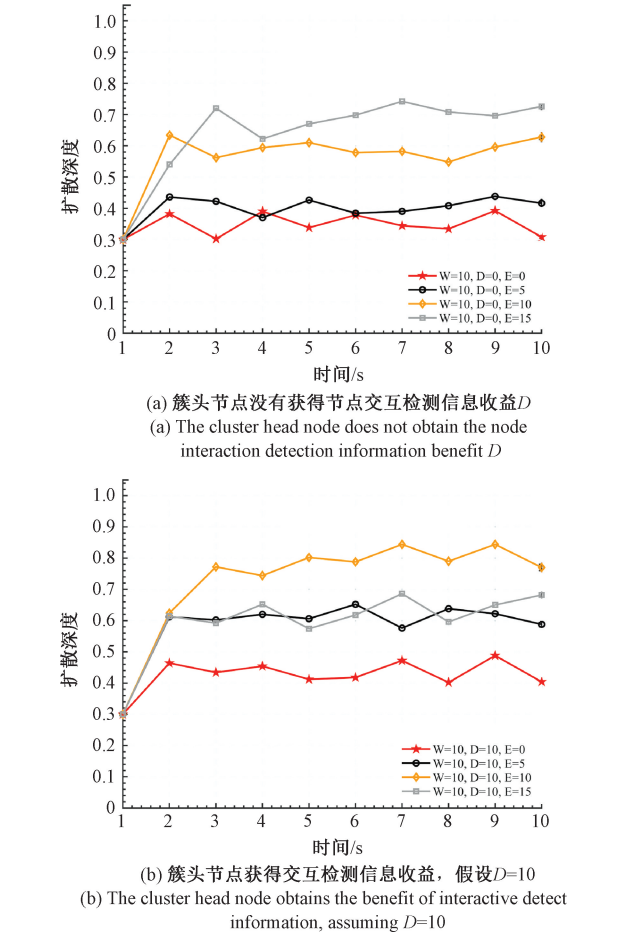 1.0
0.9
0.8
0.7
0.6
0.5
0.4
0.3
0.2
0.1
0
扩散深度
W=10, D=0, E=0
W=10, D=0, E=5
W=10, D=0, E=10
W=10, D=0, E=15
1 2 3 4 5 6 7 8 9 10
时间/s
(a) 簇头节点没有获得节点交互检测信息收益D
(a) The cluster head node does not obtain the node
interaction detection information benefit D
1.0
0.9
0.8
0.7
0.6
0.5
0.4
0.3
0.2
0.1
0
扩散深度
W=10, D=10, E=0
W=10, D=10, E=5
W=10, D=10, E=10
W=10, D=10, E=15
1 2 3 4 5 6 7 8 9 10
时间/s
(b) 簇头节点获得交互检测信息收益，假设D=10
(b) The cluster head node obtains the benefit of interactive detect
information, assuming D=10